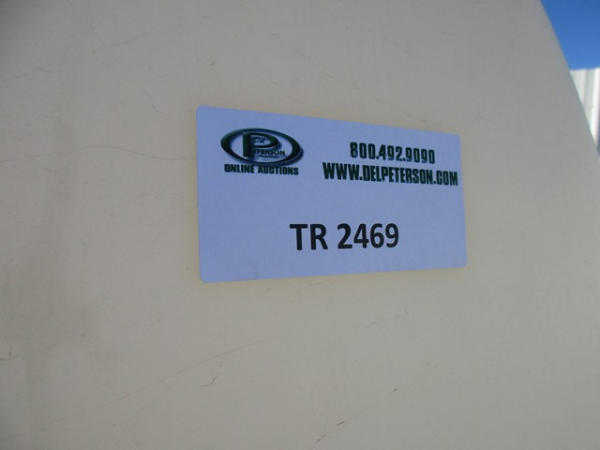 PETERSON
ONLINE AUCTIONS
800.492.9090
WWW.DELPETERSON.COM
TR 2469